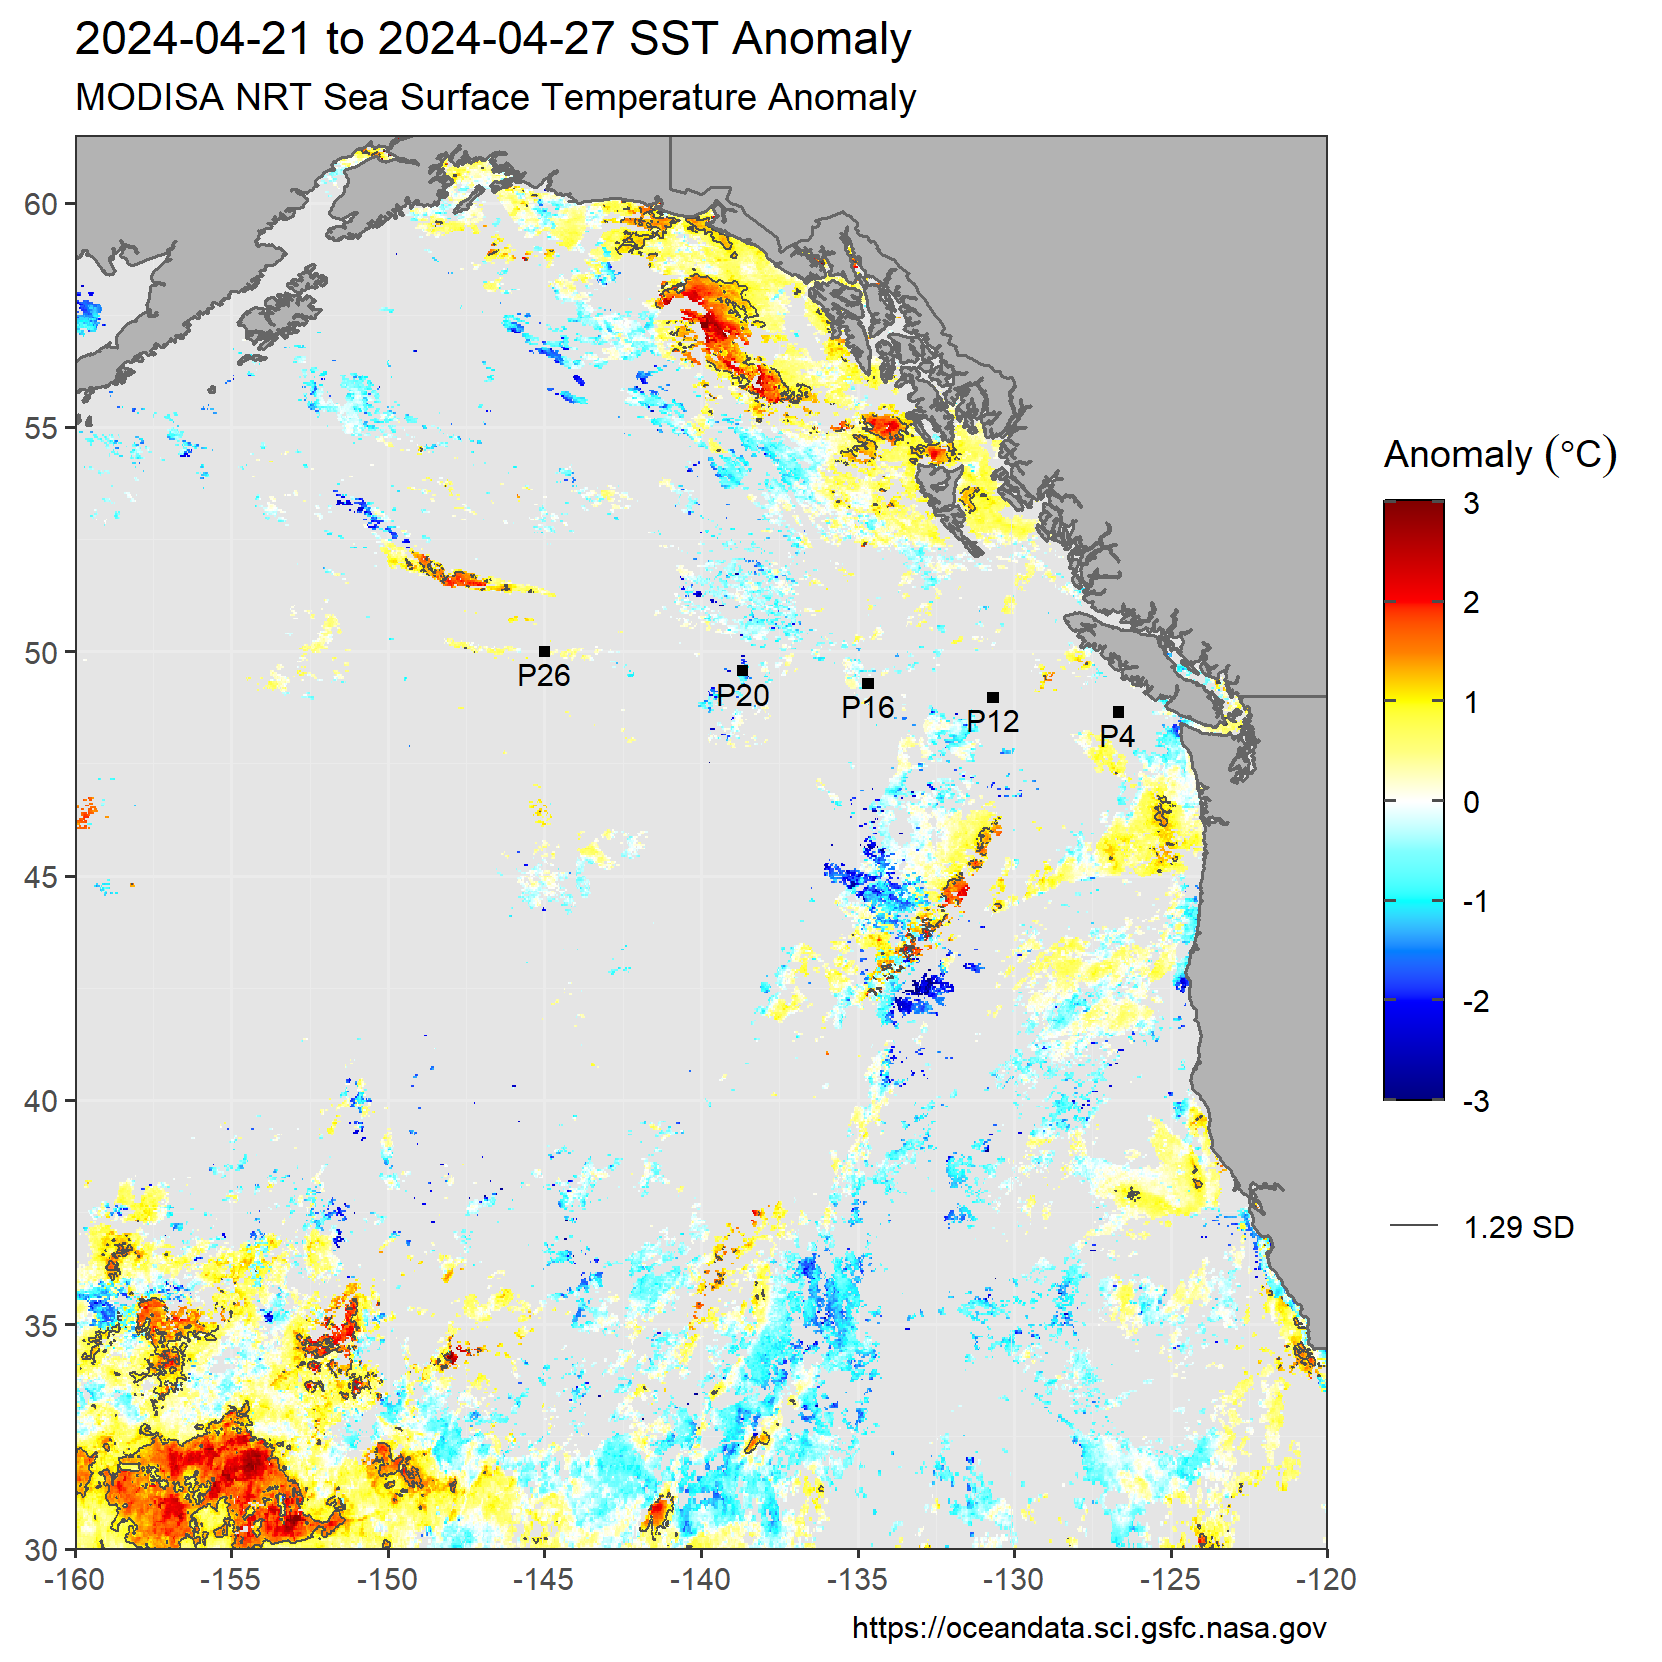 2024-04-21 to 2024-04-27 SST Anomaly
MODISA NRT Sea Surface Temperature Anomaly
60
55
50
45
40
35
30
P26
P20
P16
P12
P4
-160
-155
-150
-145
-140
-135
-130
-125
-120
Anomaly (°C)
3
2
1
0
-1
-2
-3
1.29 SD
https://oceandata.sci.gsfc.nasa.gov